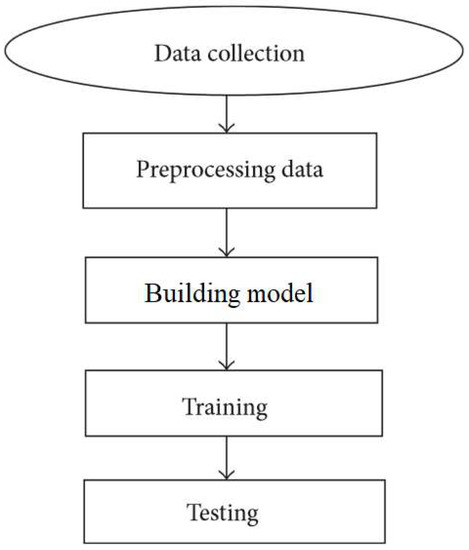 Data collection
Preprocessing data
Building model
Training
Testing